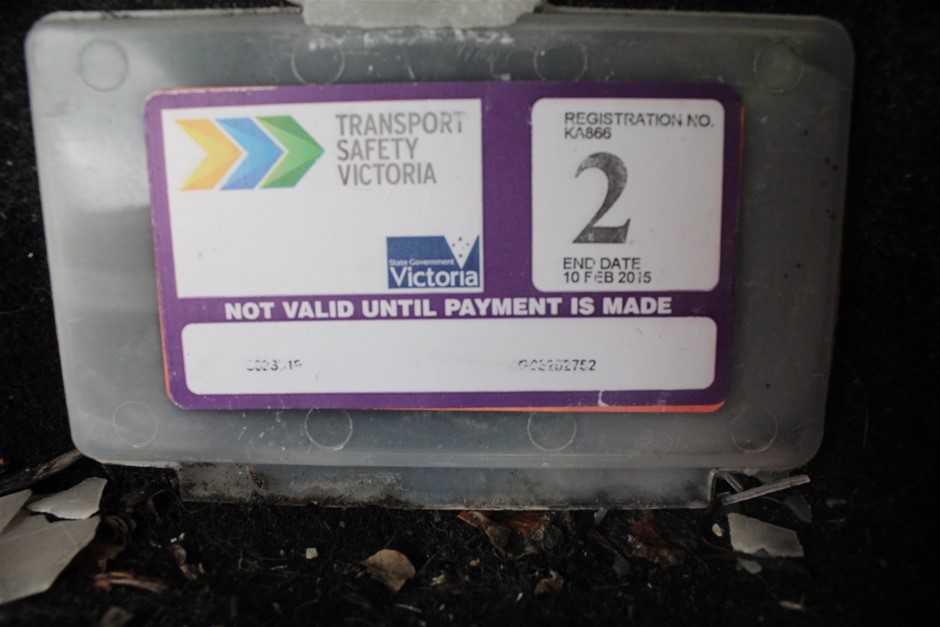 TRANSPORT
SAFETY
VICTORIA
State Government
Victoria
REGISTRATION NO.
KA866
2
END DATE
10 FEB 2015
NOT VALID UNTIL PAYMENT IS MADE